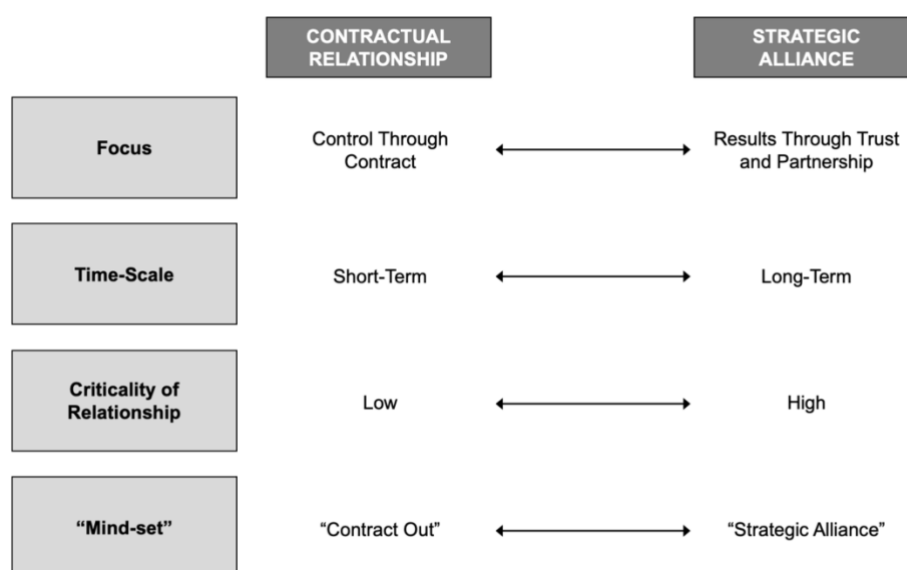 CONTRACTUAL
RELATIONSHIP
STRATEGIC
ALLIANCE
Focus
Control Through
Contract
Results Through Trust
and Partnership
Time-Scale
Short-Term
Long-Term
Criticality of
Relationship
Low
High
“Mind-set”
“Contract Out”
“Strategic Alliance”